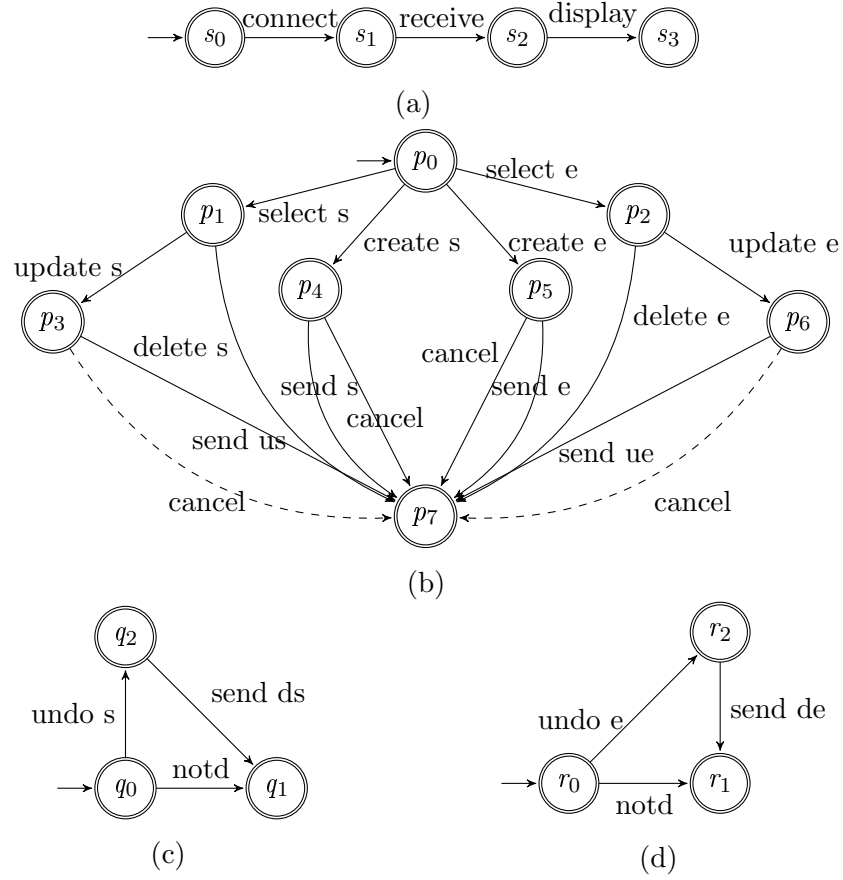 connect receive display
s0 s1 s2 s3
(a)
p0
select e
p1 select s p2
create s create e update e
update s
p4 p5
p3 delete s delete e p6
cancel
send s send e
cancel
send us send ue
cancel cancel
p7
(b)
q2 r2
undo s send ds undo e send de
notd
q0 q1 r0 r1
notd
(c) (d)